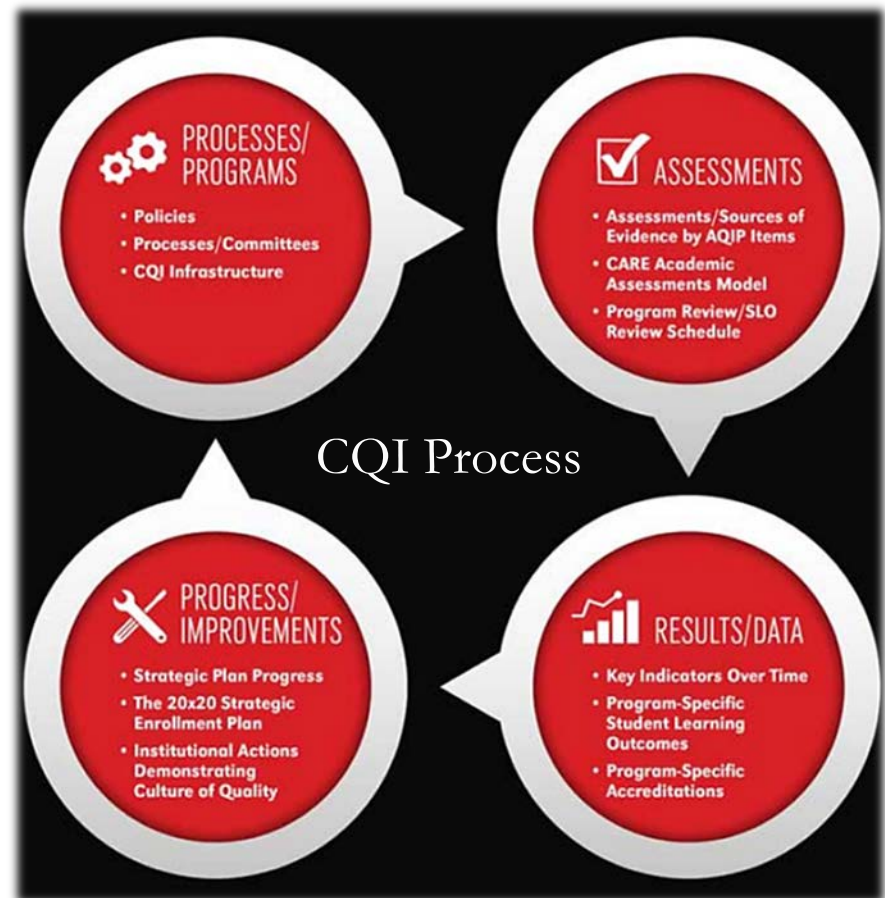 PROCESSES/
PROGRAMS
• Policies
• Processes/Committees
• CQI Infrastructure
ASSESSMENTS
• Assessments/Sources of
Evidence by AQIP Items
• CARE Academic
Assessments Model
• Program Review/SLO
Review Schedule
CQI Process
PROGRESS/
IMPROVEMENTS
• Strategic Plan Progress
• The 20x20 Strategic
Enrollment Plan
• Institutional Actions
Demonstrating
Culture of Quality
RESULTS/DATA
• Key Indicators Over Time
• Program-Specific
Student Learning
Outcomes
• Program-Specific
Accreditations